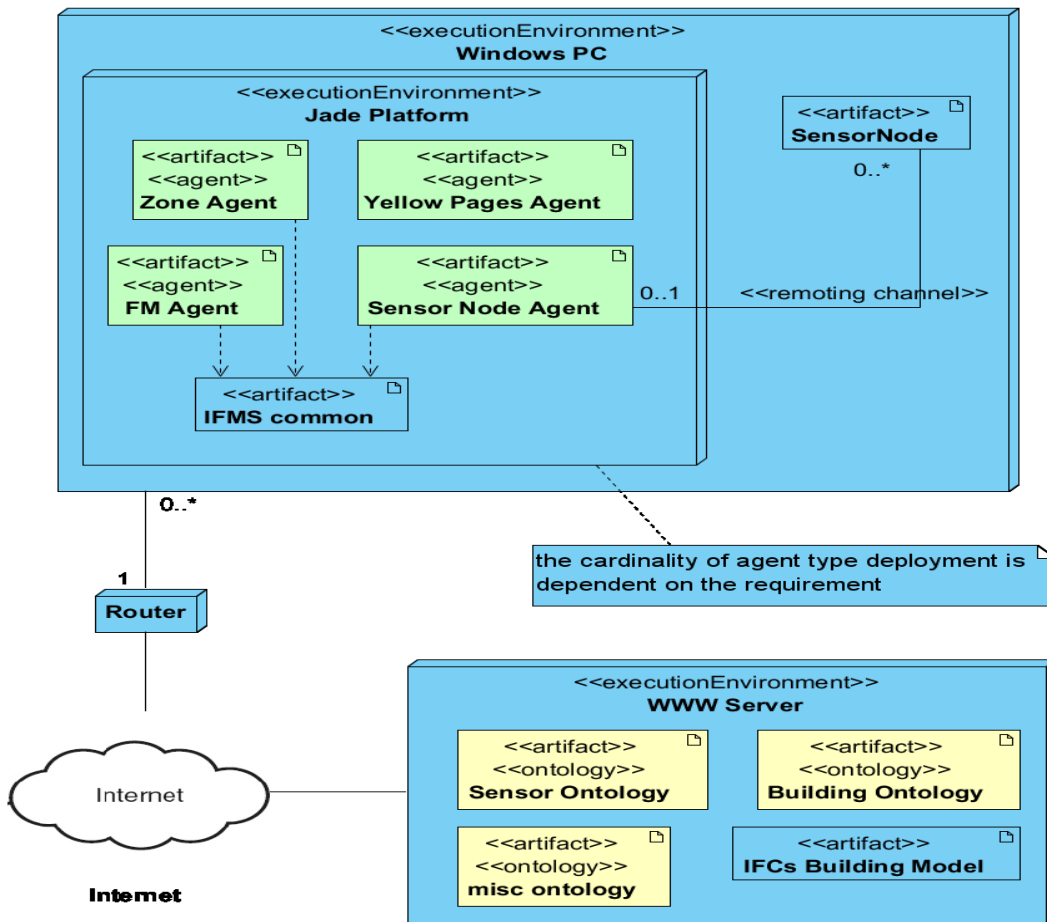 <<executionEnvironment>>
Windows PC
<<executionEnvironment>>
Jade Platform
<<artifact>>
SensorNode
0..*
<<artifact>>
<<agent>>
Zone Agent
<<artifact>>
<<agent>>
Yellow Pages Agent
<<artifact>>
<<agent>>
FM Agent
<<artifact>>
<<agent>>
Sensor Node Agent
0..1
<<remoting channel>>
<<artifact>>
IFMS common
0..*
the cardinality of agent type deployment is
dependent on the requirement
1
Router
<<executionEnvironment>>
WWW Server
<<artifact>>
<<ontology>>
Sensor Ontology
<<artifact>>
<<ontology>>
Building Ontology
Internet
<<artifact>>
<<ontology>>
misc ontology
<<artifact>>
IFCs Building Model
Internet